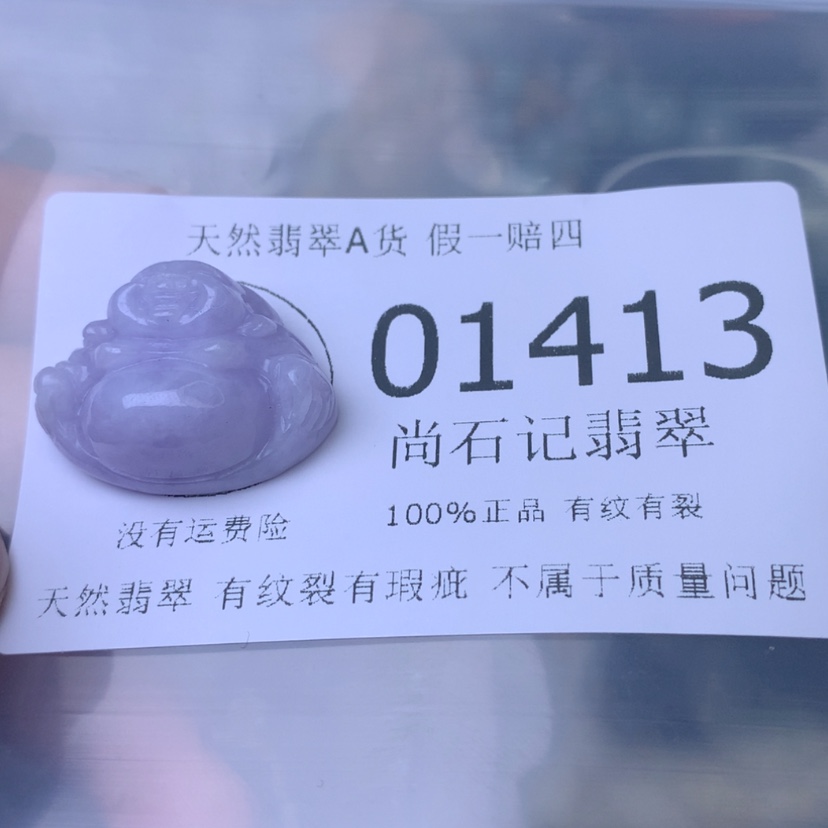 天然翡翠A货 假一赔四
01413
尚石记翡翠
100%正品 有纹有裂
没有运费险
天然翡翠 有纹裂有瑕疵 不属于质量问题